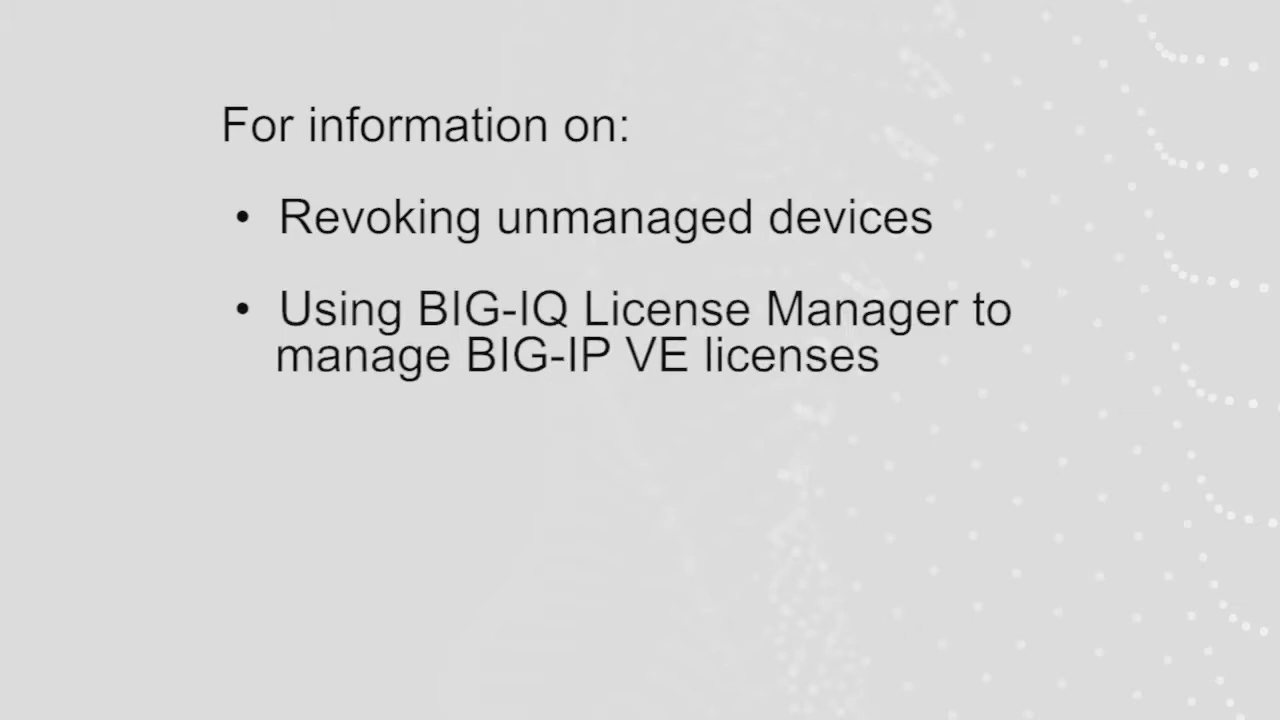 For information on:
• Revoking unmanaged devices
• Using BIG-IQ License Manager to
manage BIG-IP VE licenses